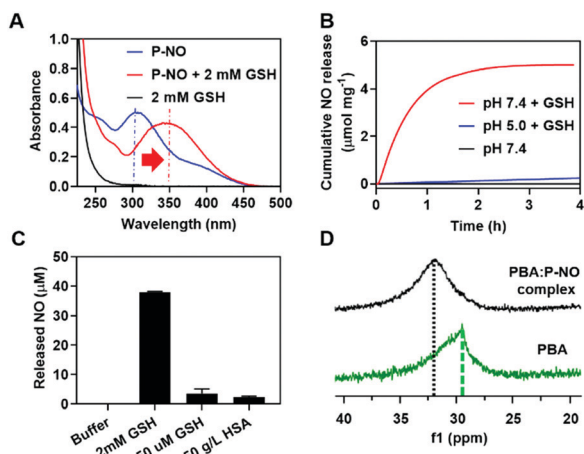 A
P-NO
P-NO + 2 mM GSH
2 mM GSH
Absorbance
1.0
0.8
0.6
0.4
0.2
0.0
250 300 350 400 450 500
Wavelength (nm)
B
Cumulative NO release
(µmol mg⁻¹)
6
4
2
0
pH 7.4 + GSH
pH 5.0 + GSH
pH 7.4
0 1 2 3 4
Time (h)
C
Released NO (µM)
50
40
30
20
10
0
Buffer
2mM GSH
50 uM GSH
50 g/L HSA
D
PBA:P-NO
complex
PBA
40 35 30 25 20
f1 (ppm)